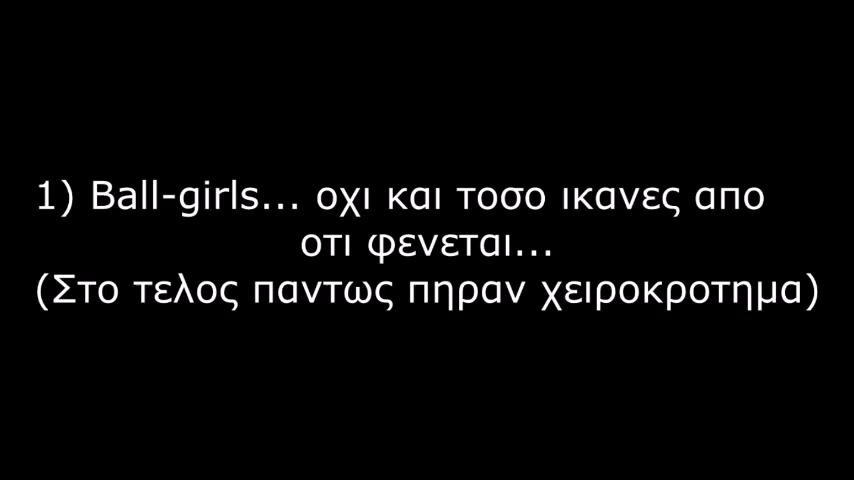 1) Ball-girls... οχι και τοσο ικανες απο
οτι φενεται...
(Στο τελος παντως πηραν χειροκροτημα)